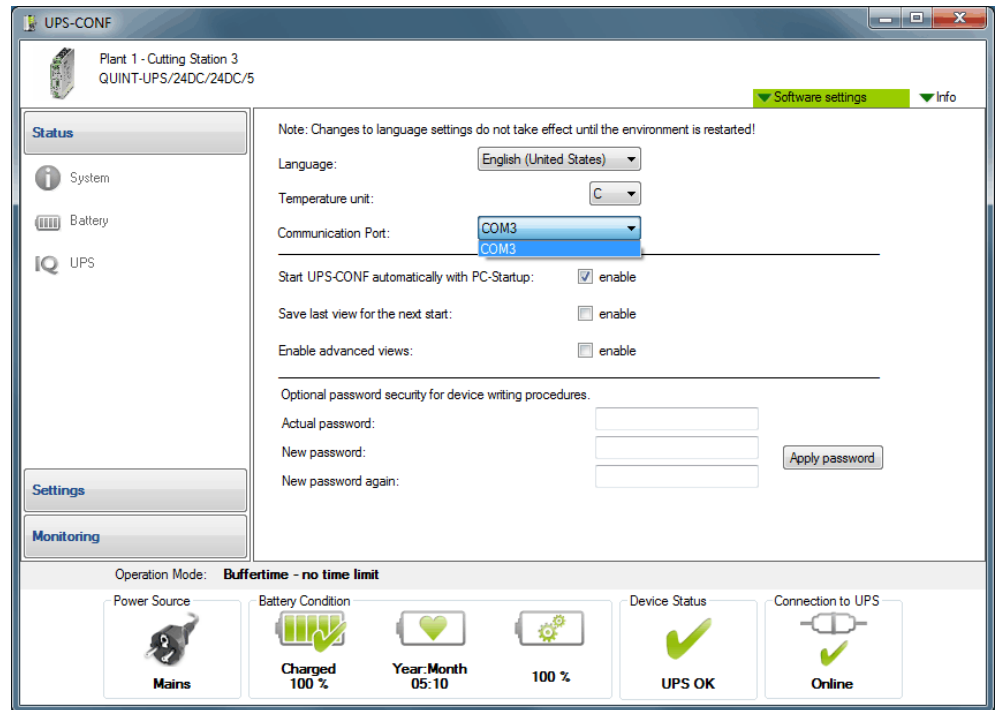 UPS-CONF
Plant 1 - Cutting Station 3
QUINT-UPS/24DC/24DC/5
Software settings
Info
Status
System
Battery
IQ UPS
Settings
Monitoring
Note: Changes to language settings do not take effect until the environment is restarted!
Language: English (United States)
Temperature unit: C
Communication Port: COM3
COM3
Start UPS-CONF automatically with PC-Startup: enable
Save last view for the next start: enable
Enable advanced views: enable
Optional password security for device writing procedures.
Actual password:
New password:
Apply password
New password again:
Operation Mode: Buffertime - no time limit
Power Source
Mains
Battery Condition
Charged
100 %
Year:Month
05:10
100 %
Device Status
UPS OK
Connection to UPS
Online